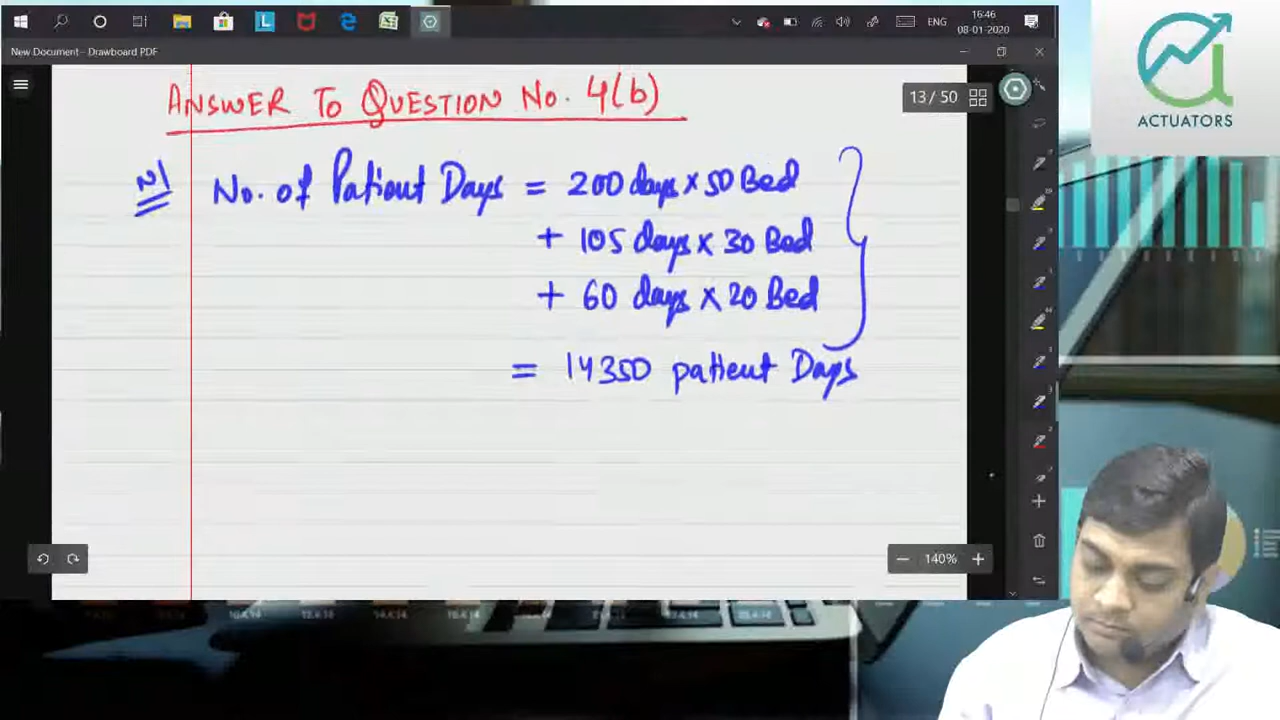 16:46
ENG
08-01-2020
New Document - Drawboard PDF
ACTUATORS
13 / 50
ANSWER TO QUESTION NO. 4(b)
N1 No. of Patient Days = 200 days × 50 Bed
+ 105 days × 30 Bed
+ 60 days × 20 Bed
= 14350 patient Days
140%